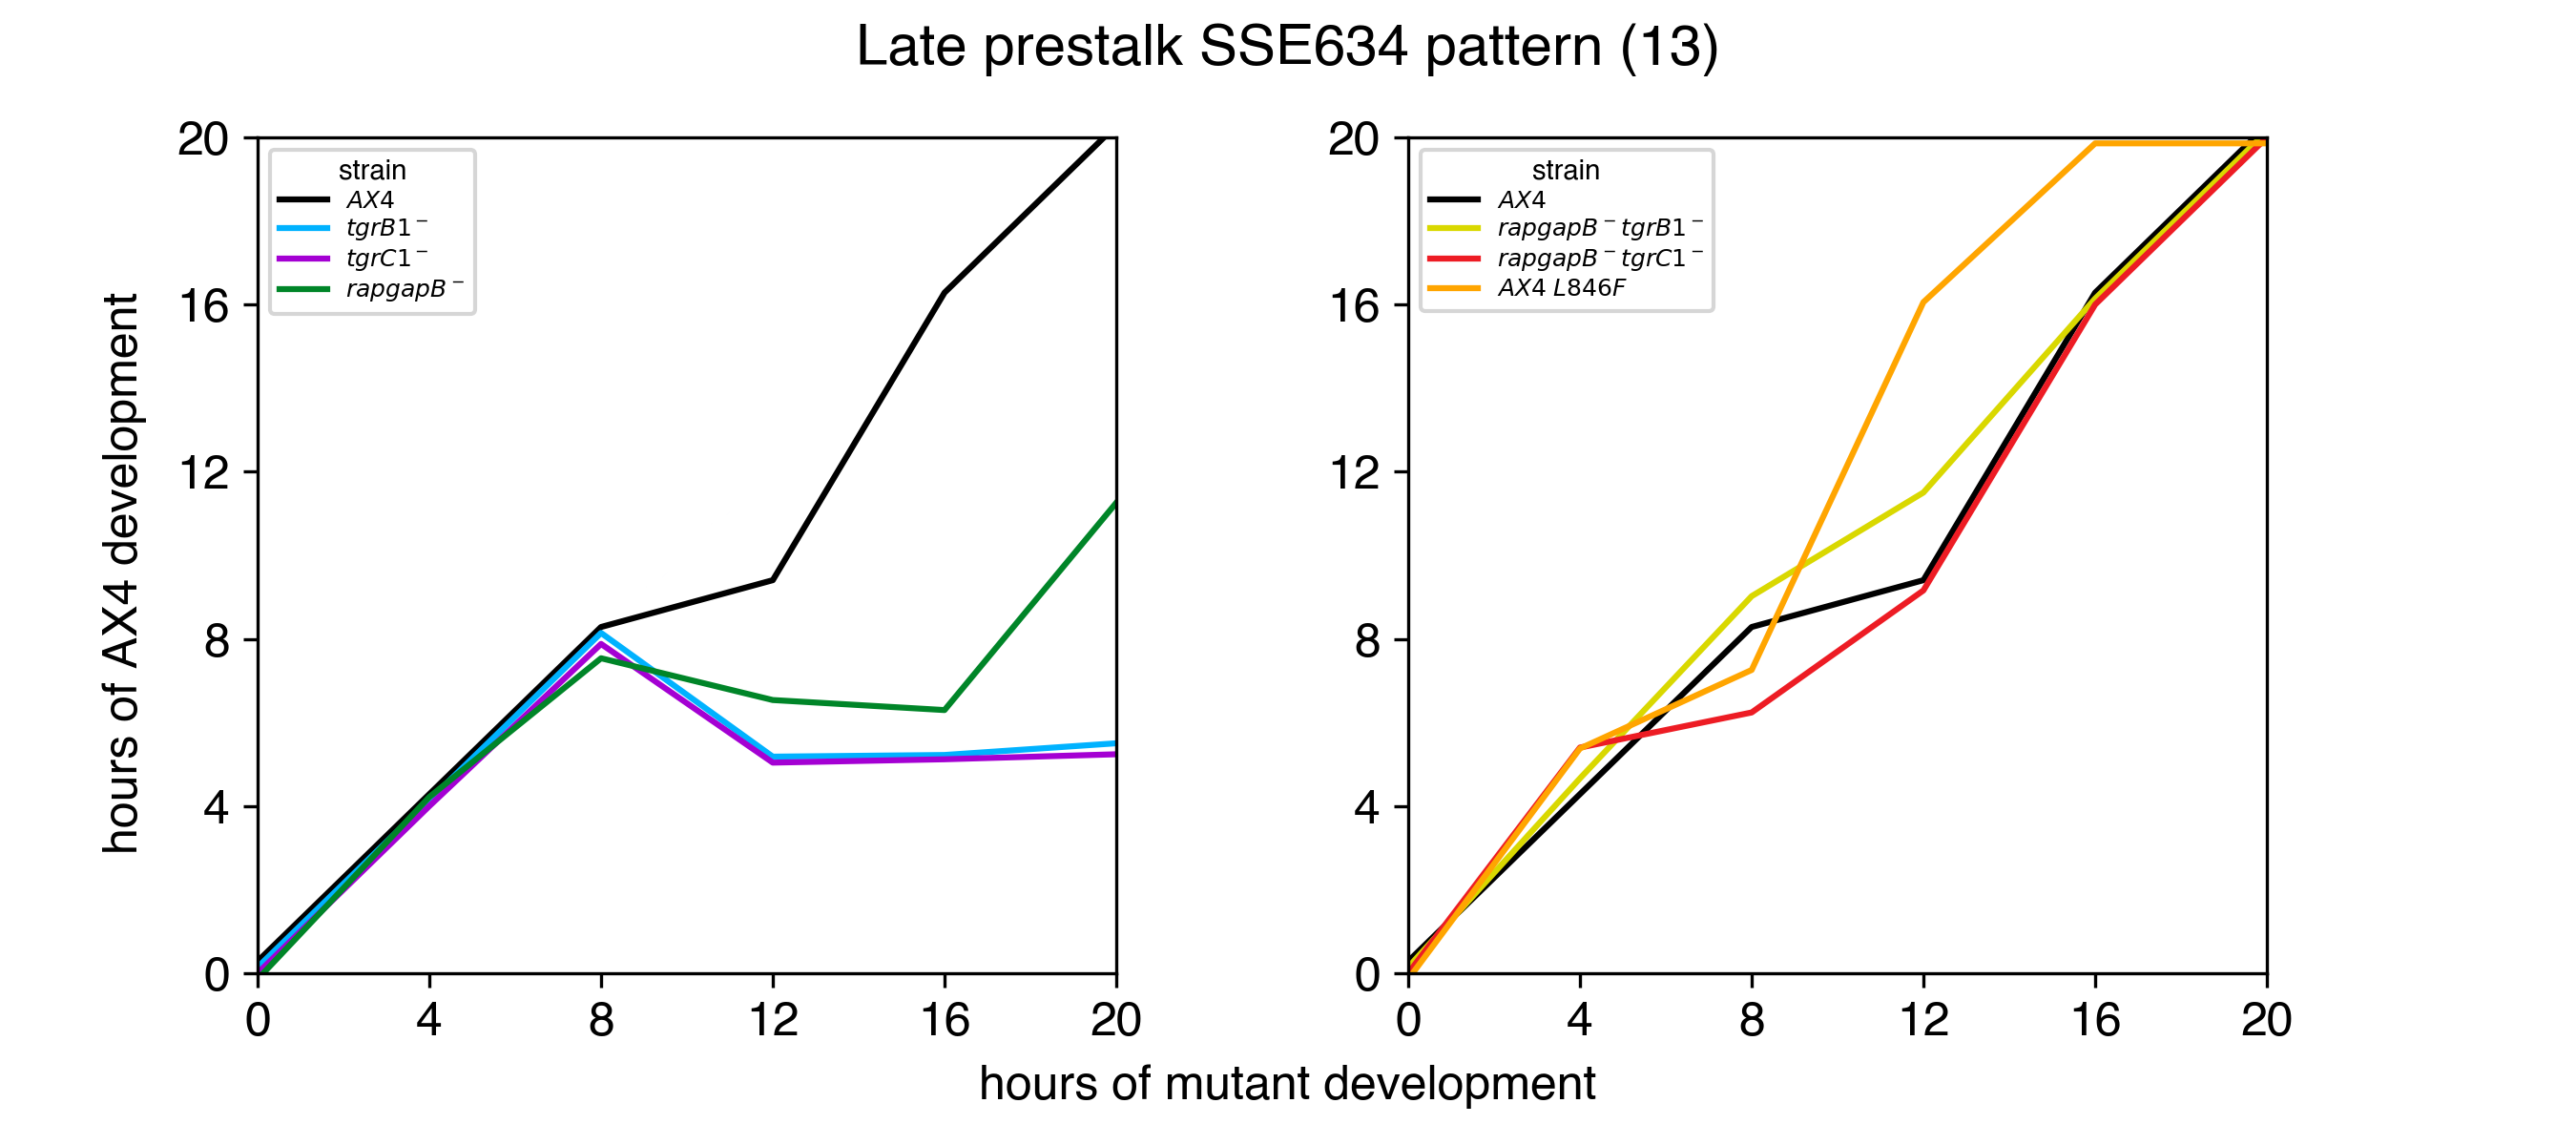 Late prestalk SSE634 pattern (13)
hours of AX4 development
20
16
12
8
4
0
0 4 8 12 16 20
strain
AX4
tgrB1⁻
tgrC1⁻
rapgapB⁻
20
16
12
8
4
0
0 4 8 12 16 20
strain
AX4
rapgapB⁻tgrB1⁻
rapgapB⁻tgrC1⁻
AX4 L846F
hours of mutant development